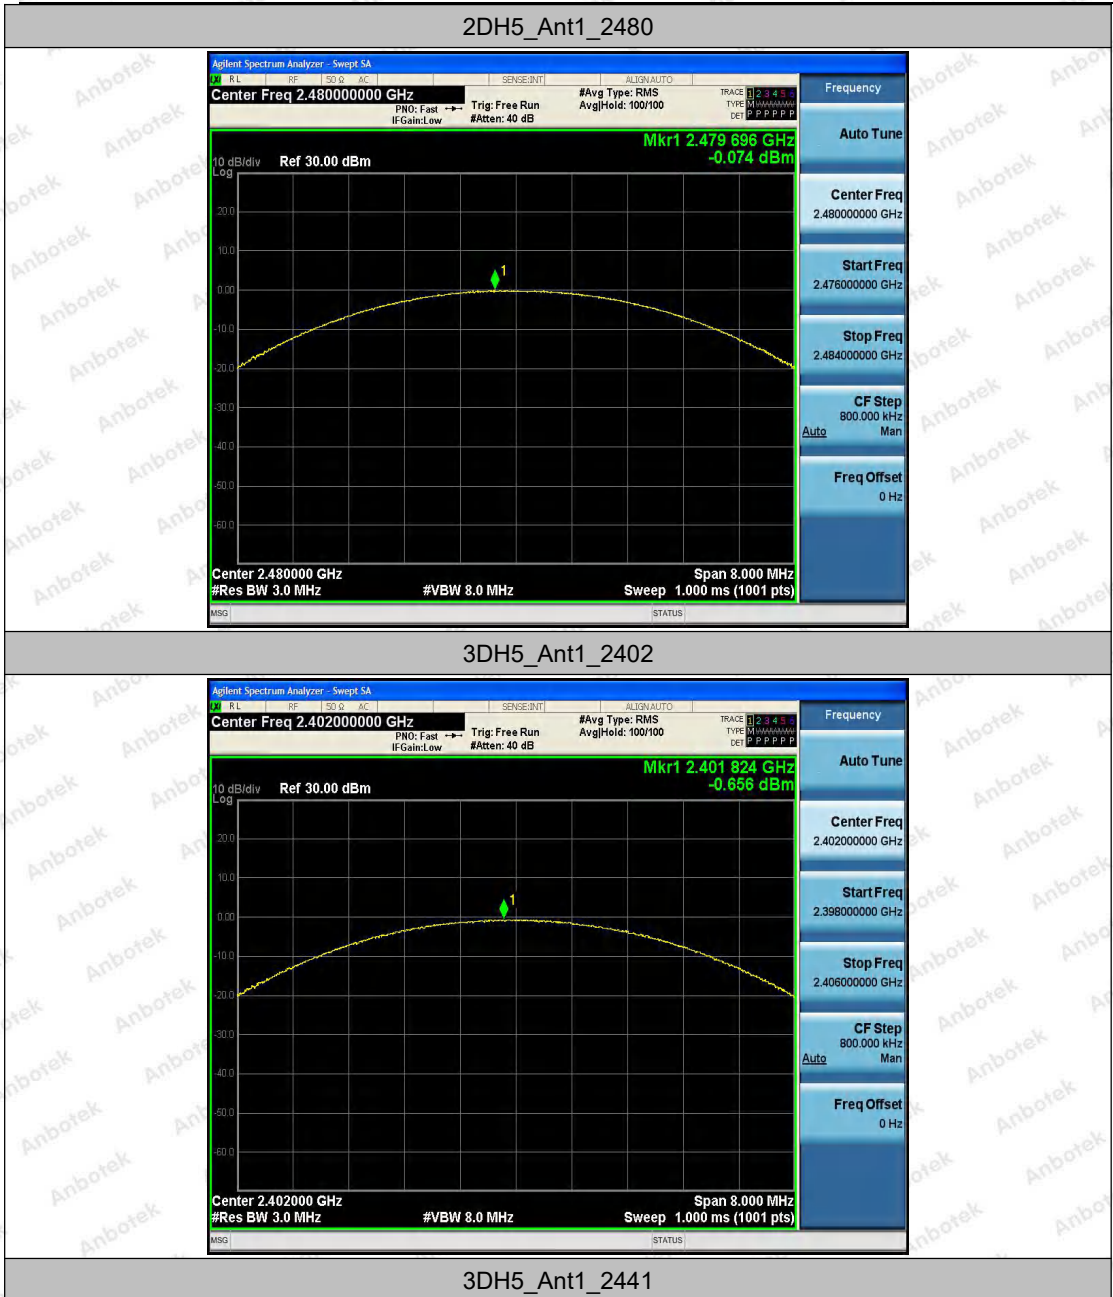 2DH5_Ant1_2480
Agilent Spectrum Analyzer - Swept SA
RL RF 50 Ω AC SENSE:INT ALIGNAUTO
Center Freq 2.480000000 GHz
PNO: Fast
IFGain:Low
Trig: Free Run
#Atten: 40 dB
#Avg Type: RMS
Avg|Hold: 100/100
TRACE 1 2 3 4 5 6
TYPE M
DET P P P P P P
Mkr1 2.479 696 GHz
-0.074 dBm
10 dB/div Ref 30.00 dBm
Log
20.0
10.0
0.00
-10.0
-20.0
-30.0
-40.0
-50.0
-60.0
1
Center 2.480000 GHz Span 8.000 MHz
#Res BW 3.0 MHz #VBW 8.0 MHz Sweep 1.000 ms (1001 pts)
MSG STATUS
Frequency
Auto Tune
Center Freq
2.480000000 GHz
Start Freq
2.476000000 GHz
Stop Freq
2.484000000 GHz
CF Step
800.000 kHz
Auto Man
Freq Offset
0 Hz
3DH5_Ant1_2402
Agilent Spectrum Analyzer - Swept SA
RL RF 50 Ω AC SENSE:INT ALIGNAUTO
Center Freq 2.402000000 GHz
PNO: Fast
IFGain:Low
Trig: Free Run
#Atten: 40 dB
#Avg Type: RMS
Avg|Hold: 100/100
TRACE 1 2 3 4 5 6
TYPE M
DET P P P P P P
Mkr1 2.401 824 GHz
-0.656 dBm
10 dB/div Ref 30.00 dBm
Log
20.0
10.0
0.00
-10.0
-20.0
-30.0
-40.0
-50.0
-60.0
1
Center 2.402000 GHz Span 8.000 MHz
#Res BW 3.0 MHz #VBW 8.0 MHz Sweep 1.000 ms (1001 pts)
MSG STATUS
Frequency
Auto Tune
Center Freq
2.402000000 GHz
Start Freq
2.398000000 GHz
Stop Freq
2.406000000 GHz
CF Step
800.000 kHz
Auto Man
Freq Offset
0 Hz
3DH5_Ant1_2441